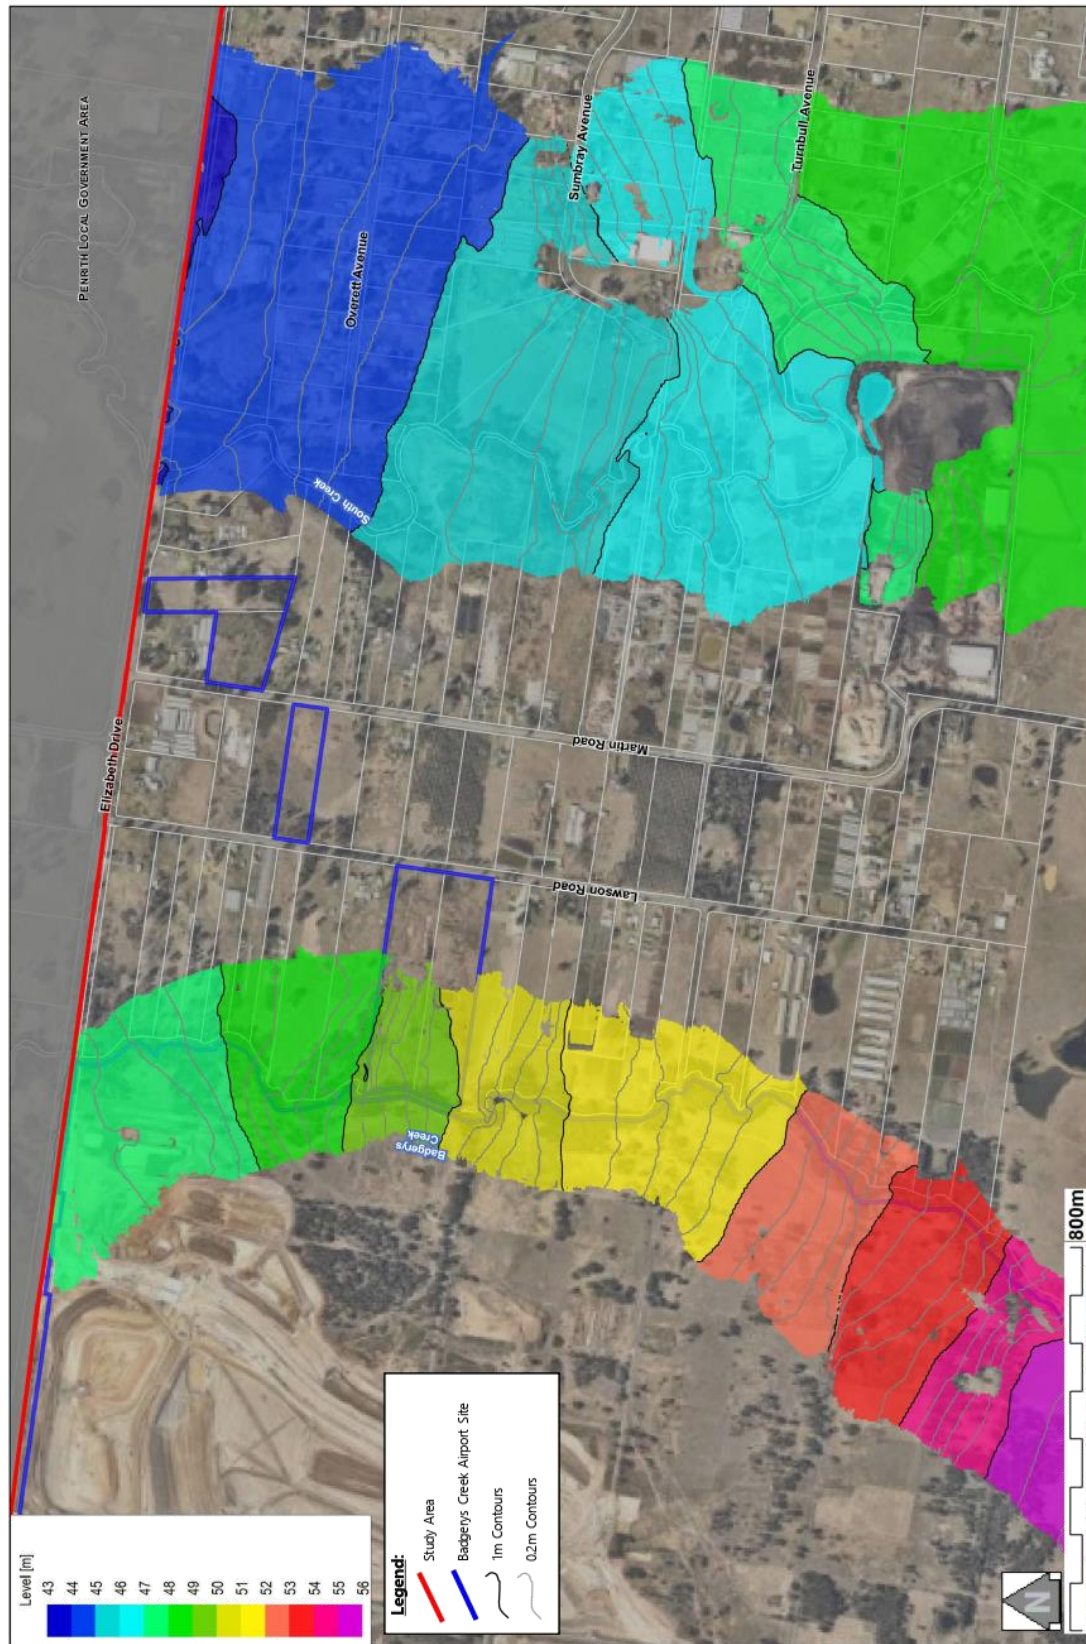 PENRITH LOCAL GOVERNMENT AREA
Elizabeth Drive
Overett Avenue
Sumbray Avenue
Turnbull Avenue
South Creek
Martin Road
Lawson Road
Badgerys
Creek
Level [m]
43
44
45
46
47
48
49
50
51
52
53
54
55
56
Legend:
Study Area
Badgerys Creek Airport Site
1m Contours
0.2m Contours
N
800m